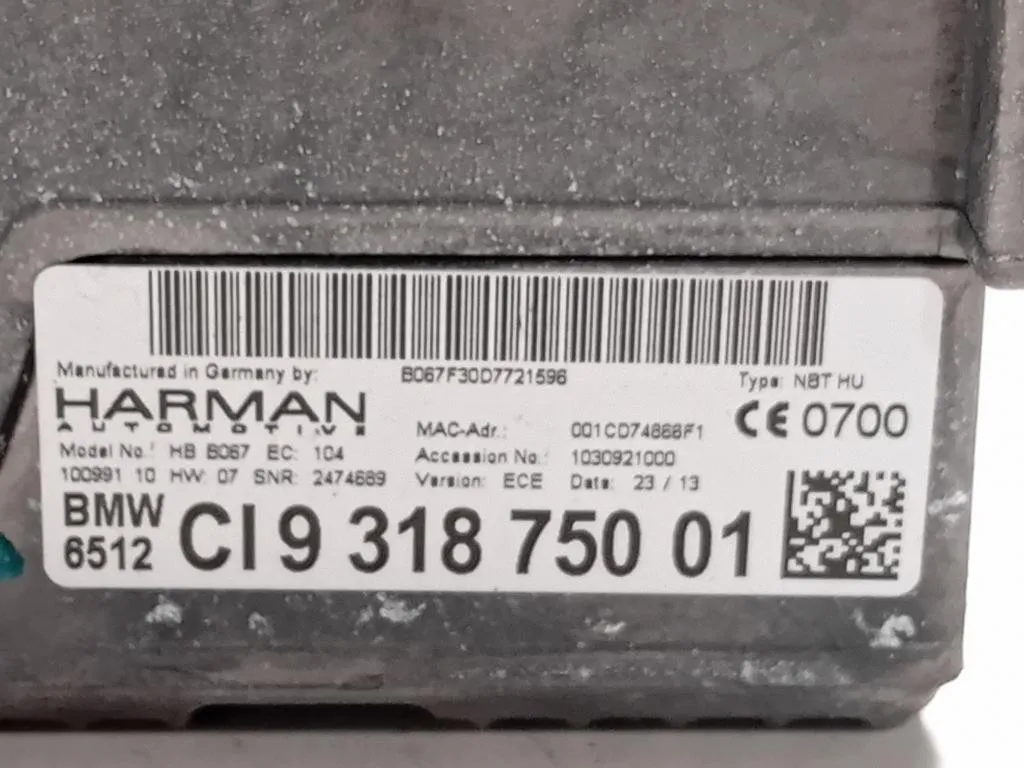 Manufactured in Germany by: B067F30D7721596 Type: NBT HU
HARMAN
AUTOMOTIVE
CE 0700
MAC-Adr.: 001CD74868F1
Model No.: HB B067 EC: 104 Accession No.: 1030921000
100991 10 HW: 07 SNR: 2474689 Version: ECE Date: 23 / 13
BMW
6512
CI 9 318 750 01